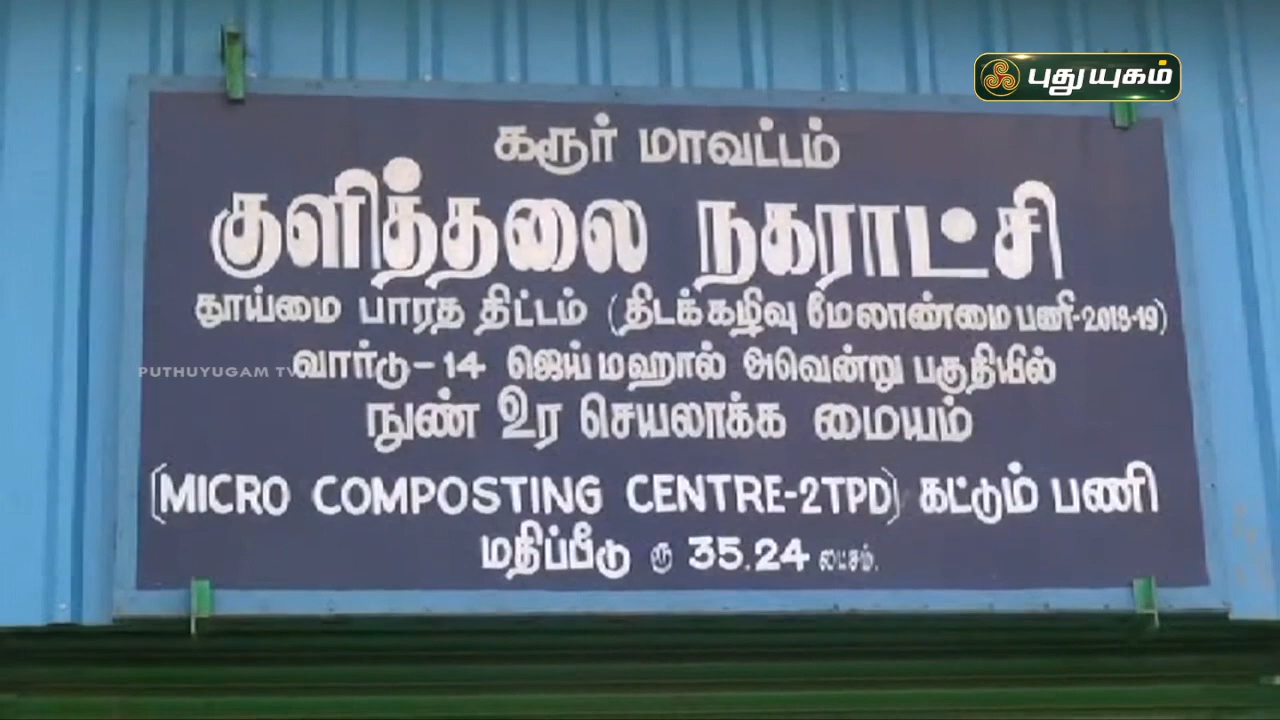 புதுயுகம்
கரூர் மாவட்டம்
குளித்தலை நகராட்சி
தூய்மை பாரத திட்டம் (திடக்கழிவு மேலாண்மை பணி-2018-19)
PUTHUYUGAM TV
வார்டு-14 ஜெய் மஹால் அவென்று பகுதியில்
நுண் உர செயலாக்க மையம்
(MICRO COMPOSTING CENTRE-2TPD) கட்டும் பணி
மதிப்பீடு ரூ 35.24 லட்சம்.